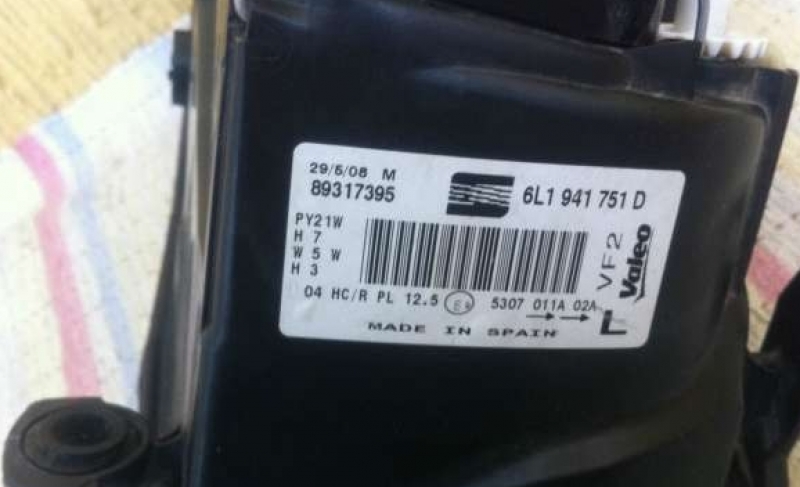 29/5/08 M
89317395
6L1 941 751 D
PY21W
H 7
W 5 W
H 3
VF2
Valeo
04 HC/R PL 12.5 5307 011A 02A
L
MADE IN SPAIN